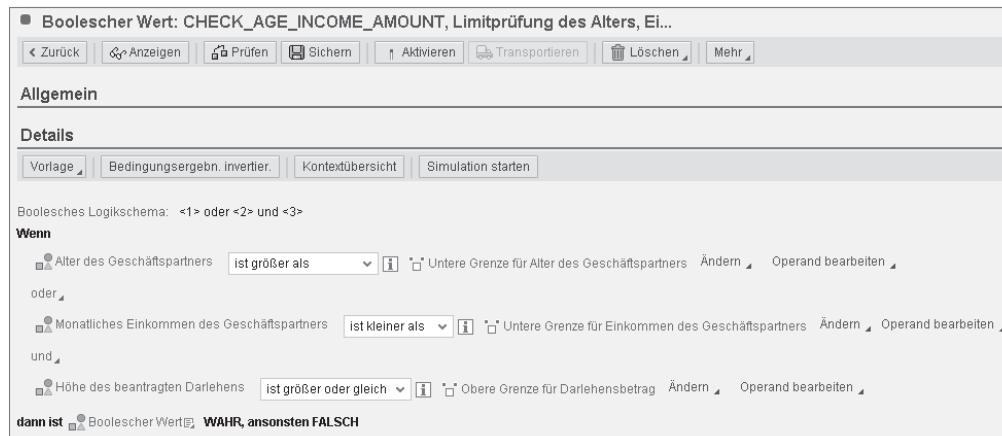 Boolescher Wert: CHECK_AGE_INCOME_AMOUNT, Limitprüfung des Alters, Ei...
Zurück Anzeigen Prüfen Sichern Aktivieren Transportieren Löschen Mehr
Allgemein
Details
Vorlage Bedingungsergebn. invertier. Kontextübersicht Simulation starten
Boolesches Logikschema: <1> oder <2> und <3>
Wenn
Alter des Geschäftspartners ist größer als Untere Grenze für Alter des Geschäftspartners Ändern Operand bearbeiten
oder
Monatliches Einkommen des Geschäftspartners ist kleiner als Untere Grenze für Einkommen des Geschäftspartners Ändern Operand bearbeiten
und
Höhe des beantragten Darlehens ist größer oder gleich Obere Grenze für Darlehensbetrag Ändern Operand bearbeiten
dann ist Boolescher Wert WAHR, ansonsten FALSCH